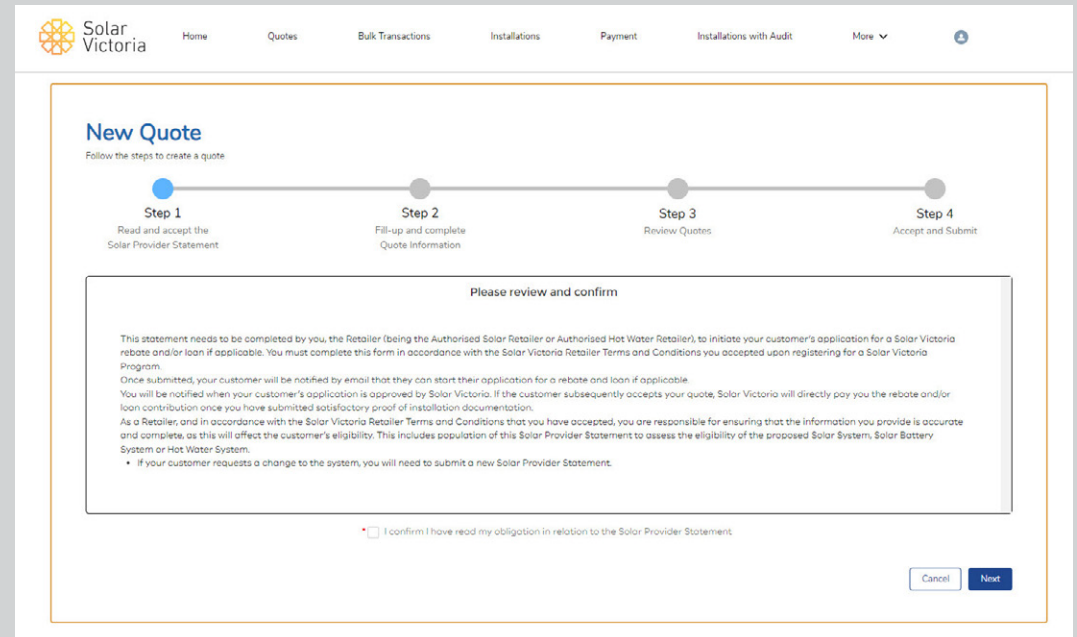 Solar
Victoria
Home
Quotes
Bulk Transactions
Installations
Payment
Installations with Audit
More
New Quote
Follow the steps to create a quote
Step 1
Read and accept the
Solar Provider Statement
Step 2
Fill-up and complete
Quote Information
Step 3
Review Quotes
Step 4
Accept and Submit
Please review and confirm
This statement needs to be completed by you, the Retailer (being the Authorised Solar Retailer or Authorised Hot Water Retailer), to initiate your customer's application for a Solar Victoria
rebate and/or loan if applicable. You must complete this form in accordance with the Solar Victoria Retailer Terms and Conditions you accepted upon registering for a Solar Victoria
Program.
Once submitted, your customer will be notified by email that they can start their application for a rebate and loan if applicable.
You will be notified when your customer's application is approved by Solar Victoria. If the customer subsequently accepts your quote, Solar Victoria will directly pay you the rebate and/or
loan contribution once you have submitted satisfactory proof of installation documentation.
As a Retailer, and in accordance with the Solar Victoria Retailer Terms and Conditions that you have accepted, you are responsible for ensuring that the information you provide is accurate
and complete, as this will affect the customer's eligibility. This includes population of this Solar Provider Statement to assess the eligibility of the proposed Solar System, Solar Battery
System or Hot Water System.
• If your customer requests a change to the system, you will need to submit a new Solar Provider Statement.
* I confirm I have read my obligation in relation to the Solar Provider Statement
Cancel
Next